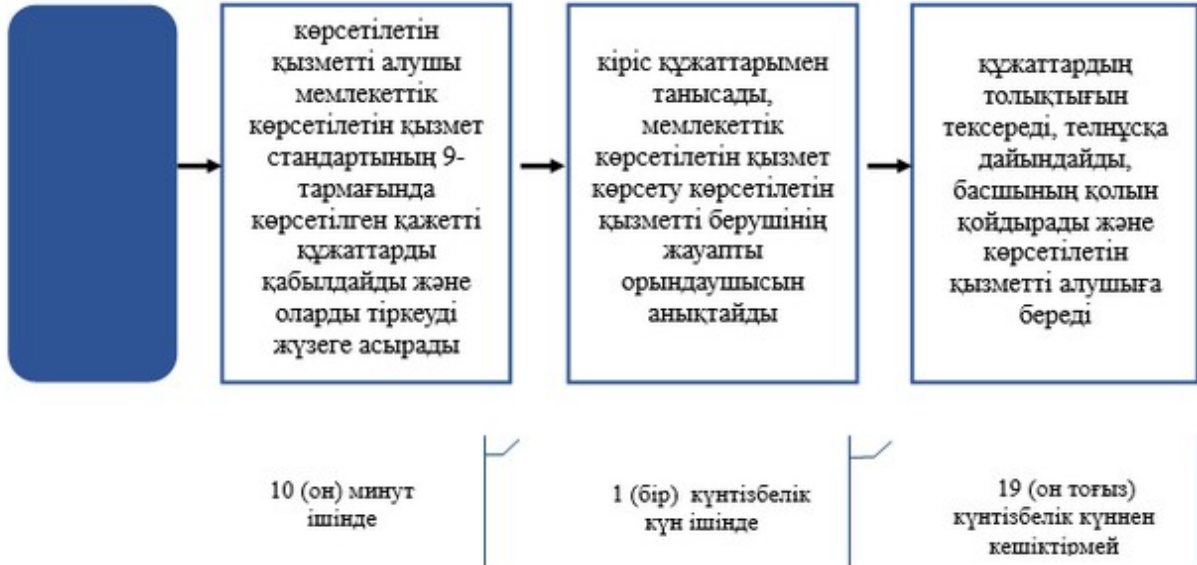 көрсетілетін
қызметті алушы
мемлекеттік
көрсетілетін қызмет
стандартының 9-
тармағында
көрсетілген қажетті
құжаттарды
қабылдайды және
оларды тіркеуді
жүзеге асырады
кіріс құжаттарымен
танысады,
мемлекеттік
көрсетілетін қызмет
көрсету көрсетілетін
қызметті берушінің
жауапты
орындаушысын
анықтайды
құжаттардың
толықтығын
тексереді, телнұсқа
дайындайды,
басшының қолын
қойдырады және
көрсетілетін
қызметті алушыға
береді
10 (он) минут
ішінде
1 (бір) күнтізбелік
күн ішінде
19 (он тоғыз)
күнтізбелік күннен
кешіктірмей